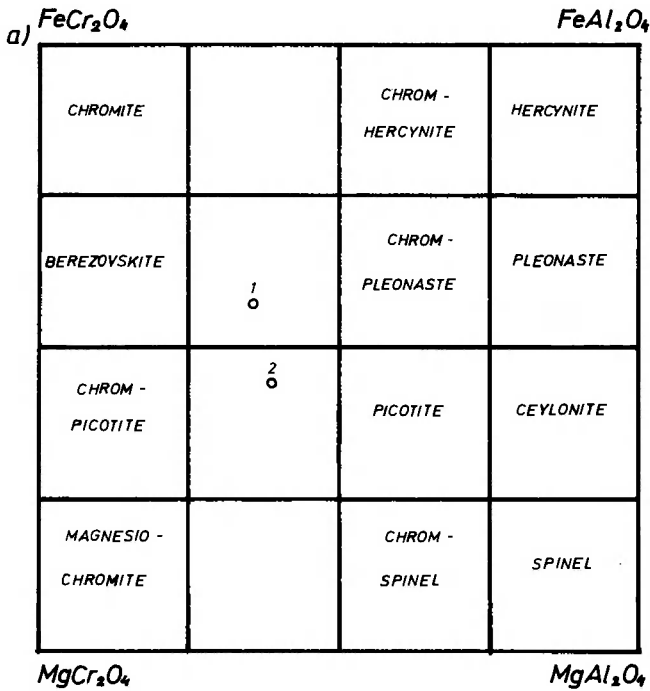 a) FeCr₂O₄ FeAl₂O₄
CHROMITE
CHROM -
HERCYNITE
HERCYNITE
BEREZOVSKITE
1
CHROM -
PLEONASTE
PLEONASTE
CHROM -
PICOTITE
2
PICOTITE
CEYLONITE
MAGNESIO -
CHROMITE
CHROM -
SPINEL
SPINEL
MgCr₂O₄ MgAl₂O₄